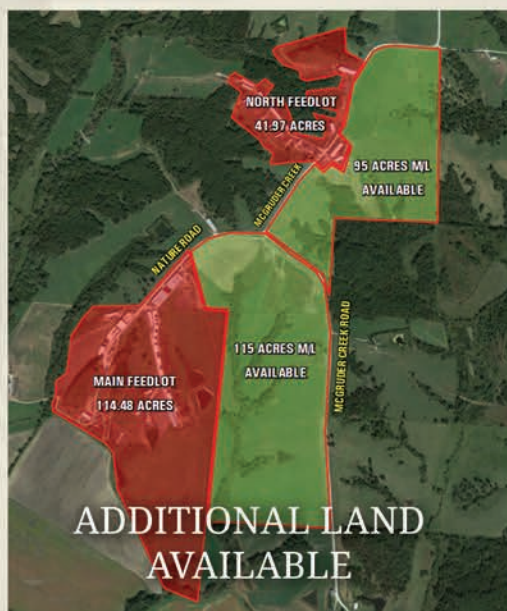 NORTH FEEDLOT
41.97 ACRES
95 ACRES M/L
AVAILABLE
MCGRUDER CREEK
NATURE ROAD
115 ACRES M/L
AVAILABLE
MCGRUDER CREEK ROAD
MAIN FEEDLOT
114.48 ACRES
ADDITIONAL LAND
AVAILABLE